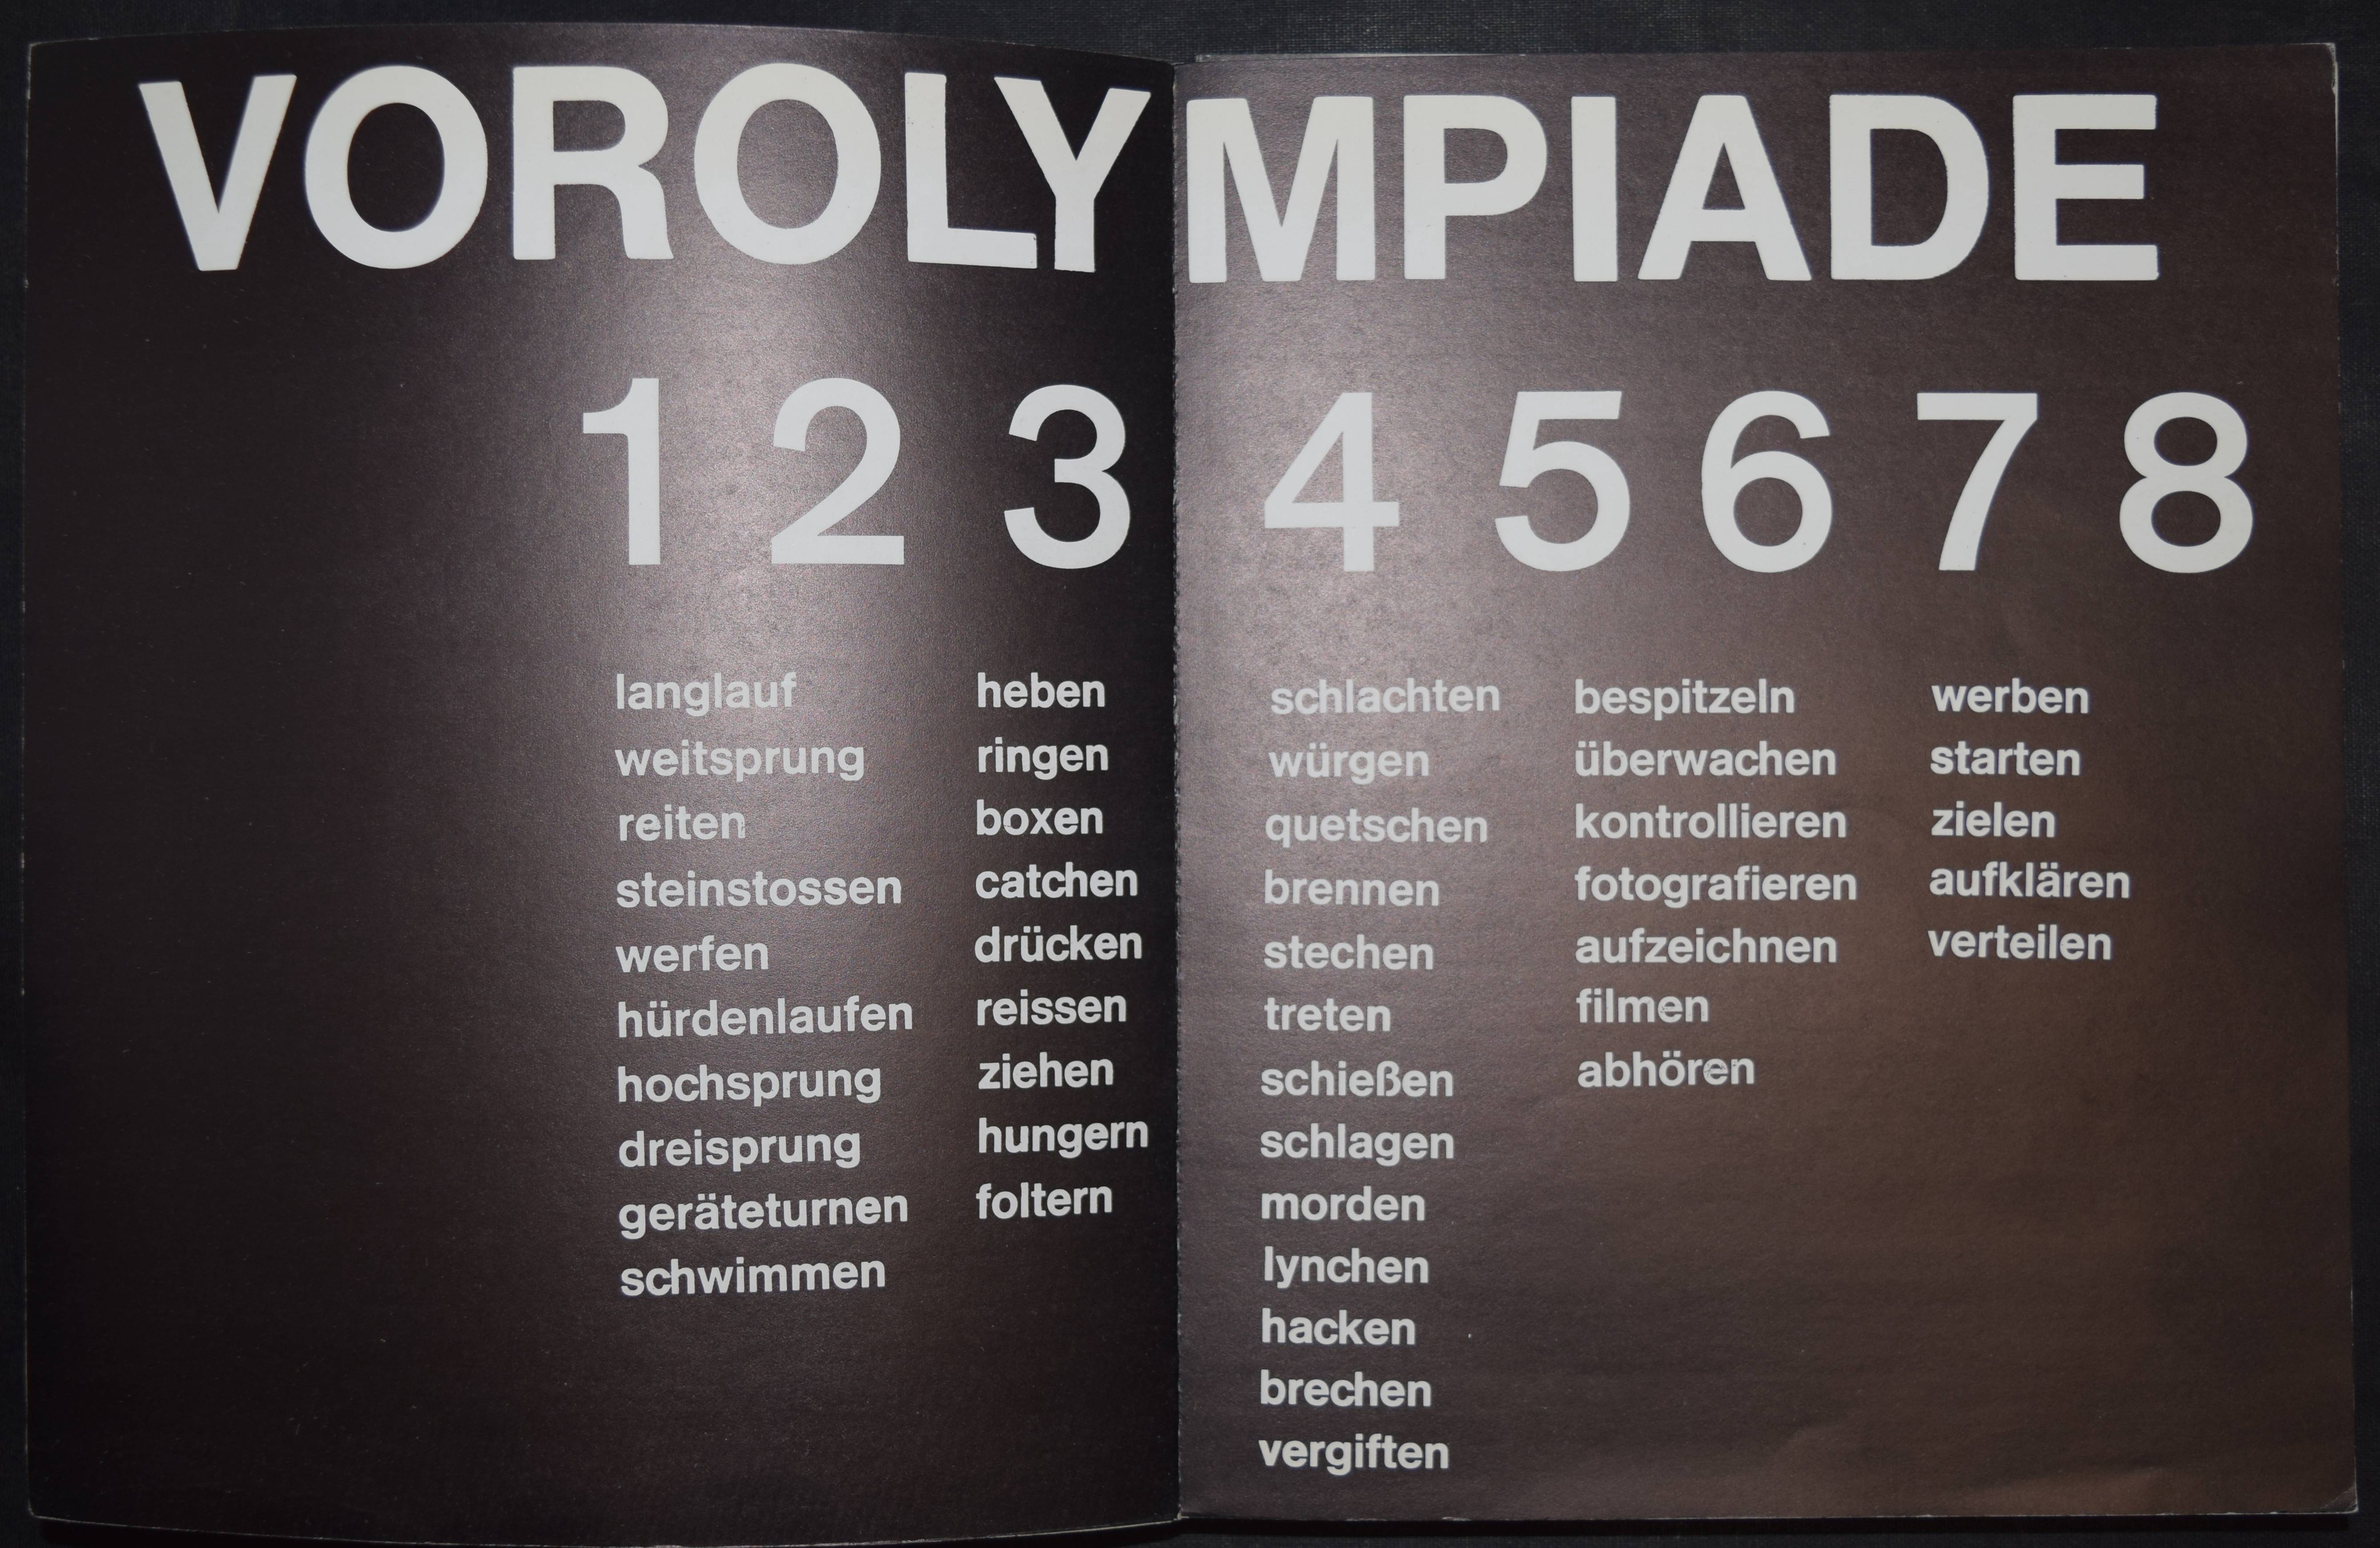 VOROLYMPIADE
1 2 3 4 5 6 7 8
langlauf
weitsprung
reiten
steinstossen
werfen
hürdenlaufen
hochsprung
dreisprung
geräteturnen
schwimmen
heben
ringen
boxen
catchen
drücken
reissen
ziehen
hungern
foltern
schlachten
würgen
quetschen
brennen
stechen
treten
schießen
schlagen
morden
lynchen
hacken
brechen
vergiften
bespitzeln
überwachen
kontrollieren
fotografieren
aufzeichnen
filmen
abhören
werben
starten
zielen
aufklären
verteilen